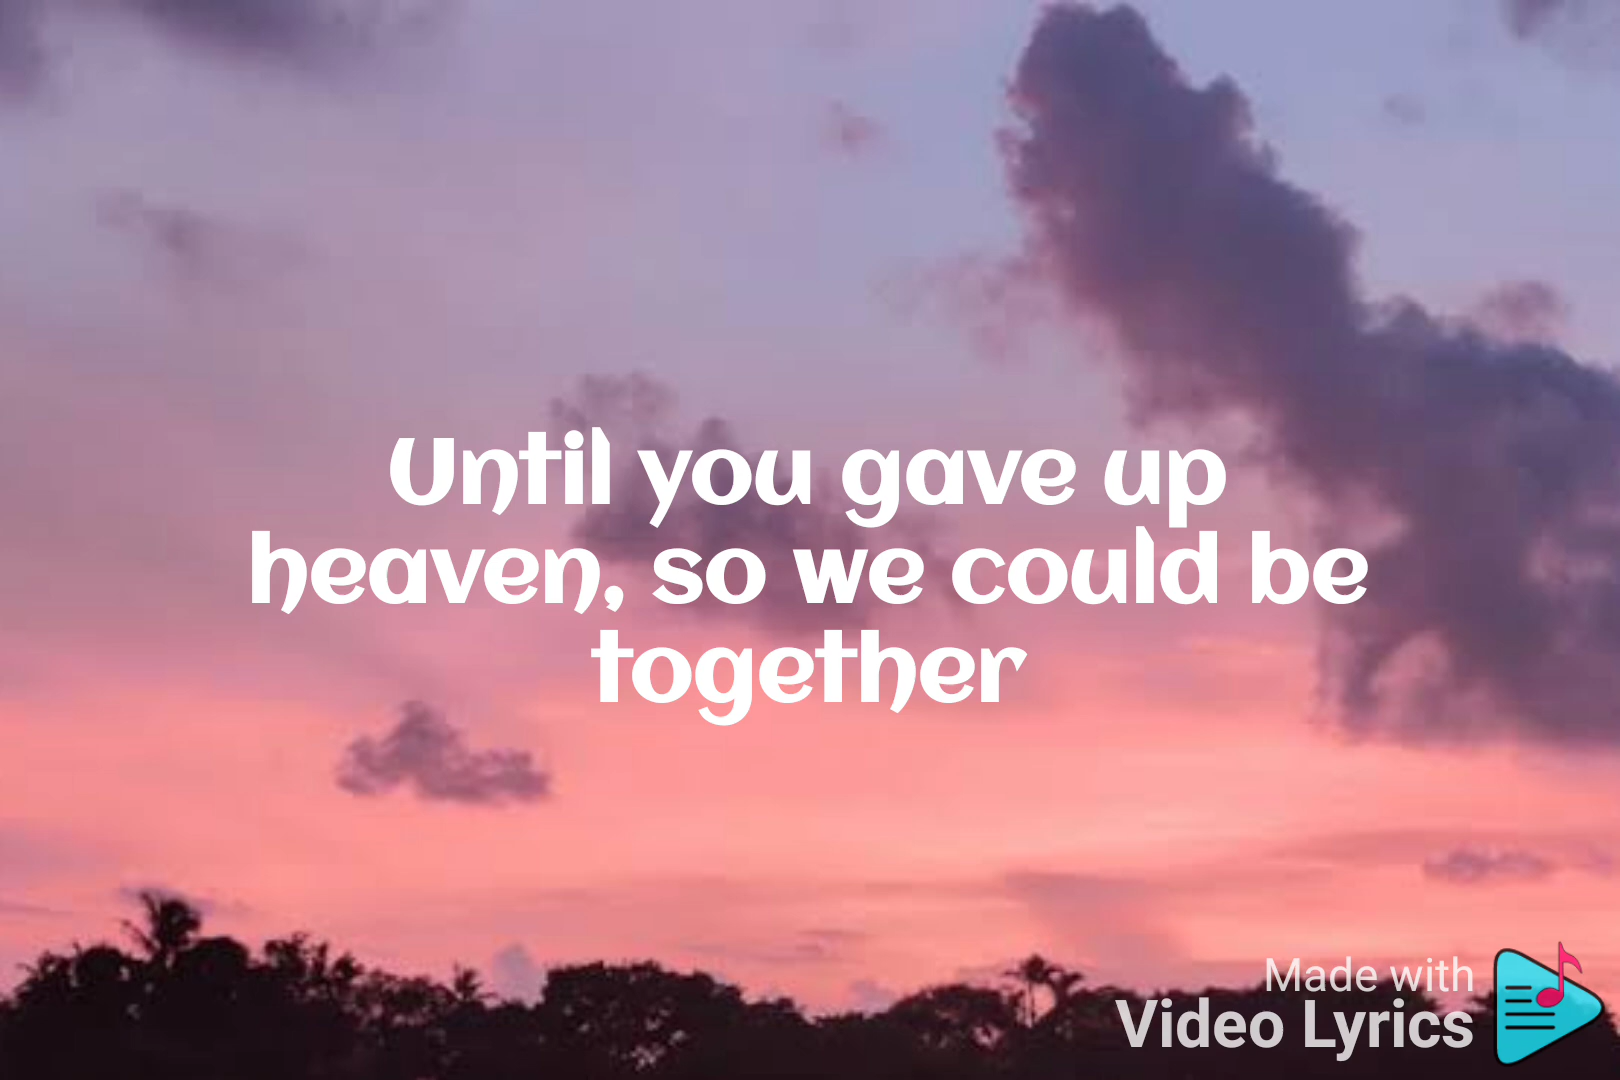 Until you gave up
heaven, so we could be
together
Made with
Video Lyrics